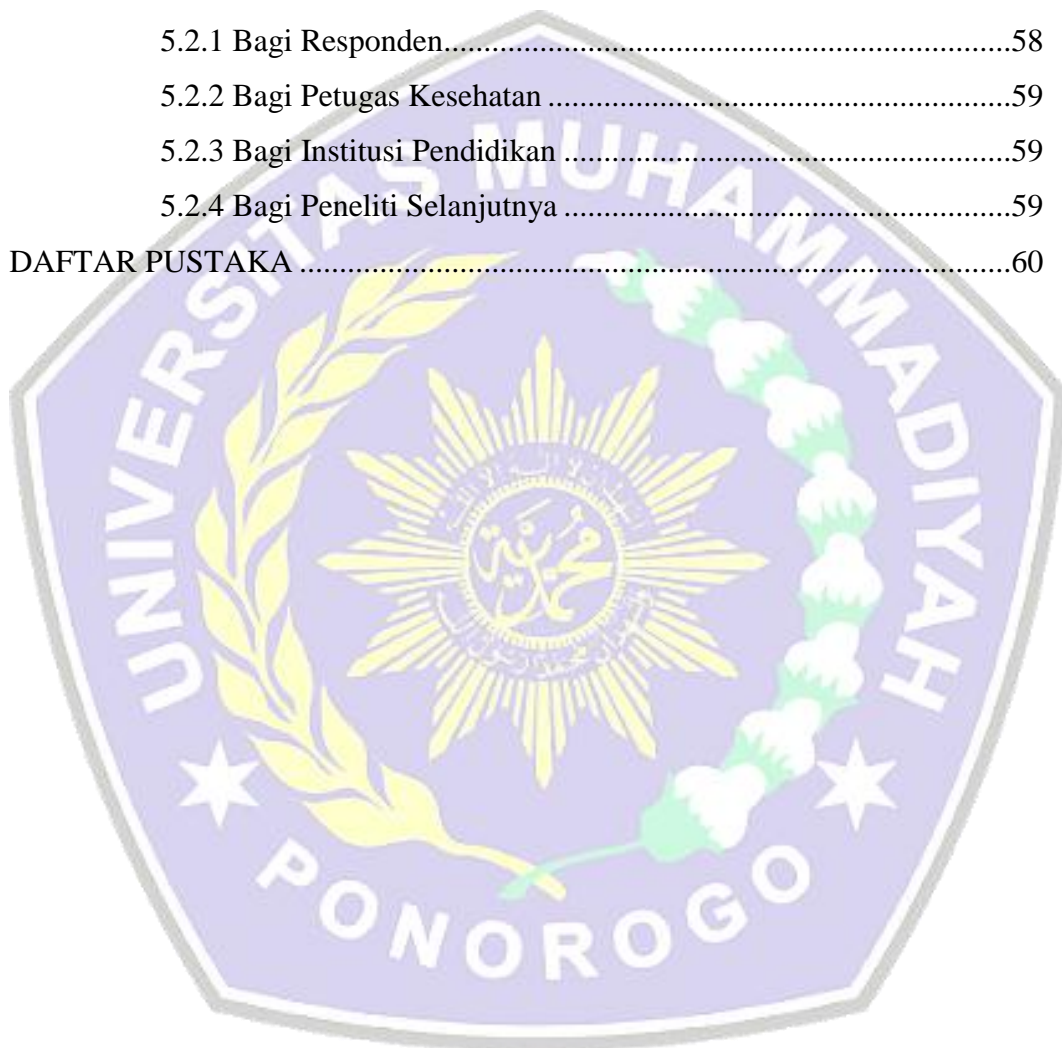 5.2.1 Bagi Responden......................................................................58
5.2.2 Bagi Petugas Kesehatan .........................................................59
5.2.3 Bagi Institusi Pendidikan .......................................................59
5.2.4 Bagi Peneliti Selanjutnya .......................................................59
DAFTAR PUSTAKA ........................................................................................60
UNIVERSITAS MUHAMMADIYAH
محمدية
PONOROGO